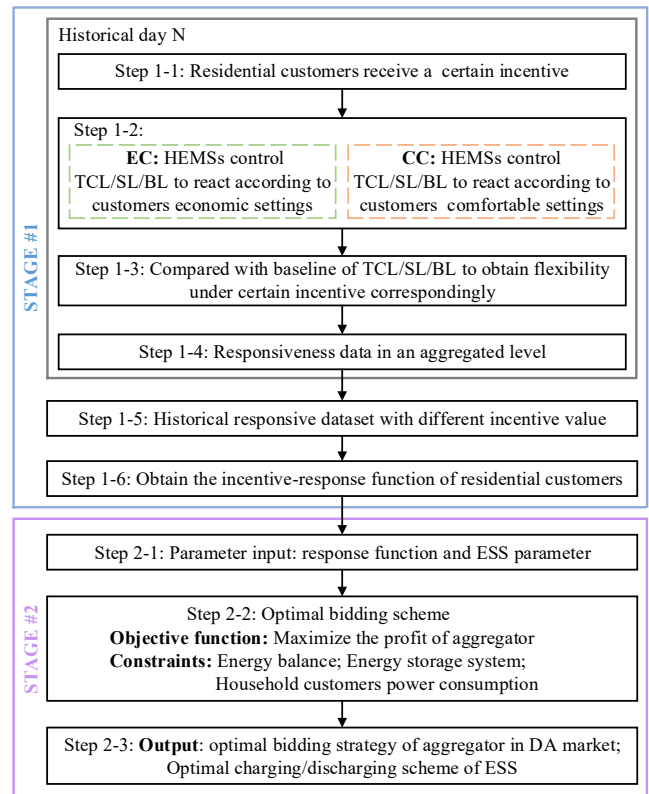 STAGE #1
Historical day N
Step 1-1: Residential customers receive a certain incentive
Step 1-2:
EC: HEMSs control
TCL/SL/BL to react according to
customers economic settings
CC: HEMSs control
TCL/SL/BL to react according to
customers comfortable settings
Step 1-3: Compared with baseline of TCL/SL/BL to obtain flexibility
under certain incentive correspondingly
Step 1-4: Responsiveness data in an aggregated level
Step 1-5: Historical responsive dataset with different incentive value
Step 1-6: Obtain the incentive-response function of residential customers
STAGE #2
Step 2-1: Parameter input: response function and ESS parameter
Step 2-2: Optimal bidding scheme
Objective function: Maximize the profit of aggregator
Constraints: Energy balance; Energy storage system;
Household customers power consumption
Step 2-3: Output: optimal bidding strategy of aggregator in DA market;
Optimal charging/discharging scheme of ESS